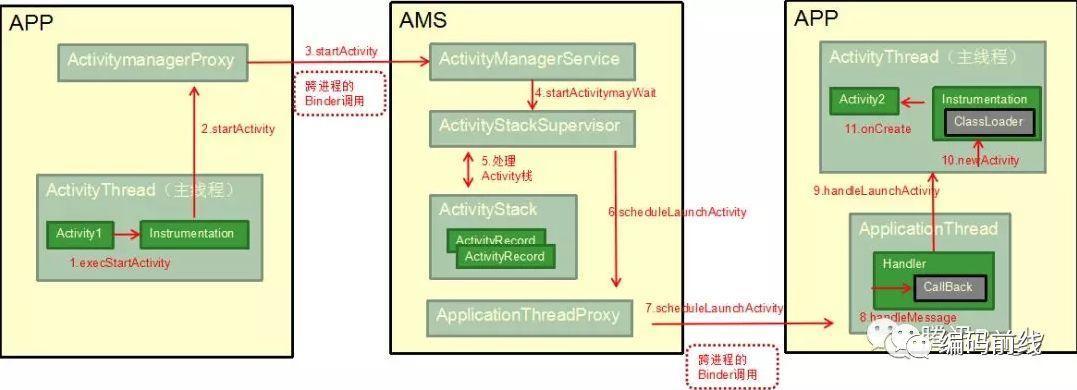 APP
ActivitymanagerProxy
2.startActivity
ActivityThread（主线程）
Activity1
Instrumentation
1.execStartActivity
3.startActivity
跨进程的
Binder调用
AMS
ActivityManagerService
4.startActivitymayWait
ActivityStackSupervisor
5.处理
Activity栈
ActivityStack
ActivityRecord
ActivityRecord
6.scheduleLaunchActivity
ApplicationThreadProxy
7.scheduleLaunchActivity
跨进程的
Binder调用
APP
ActivityThread（主线程）
Activity2
Instrumentation
ClassLoader
11.onCreate
10.newActivity
9.handleLaunchActivity
ApplicationThread
Handler
CallBack
8.handleMessage
编码前线